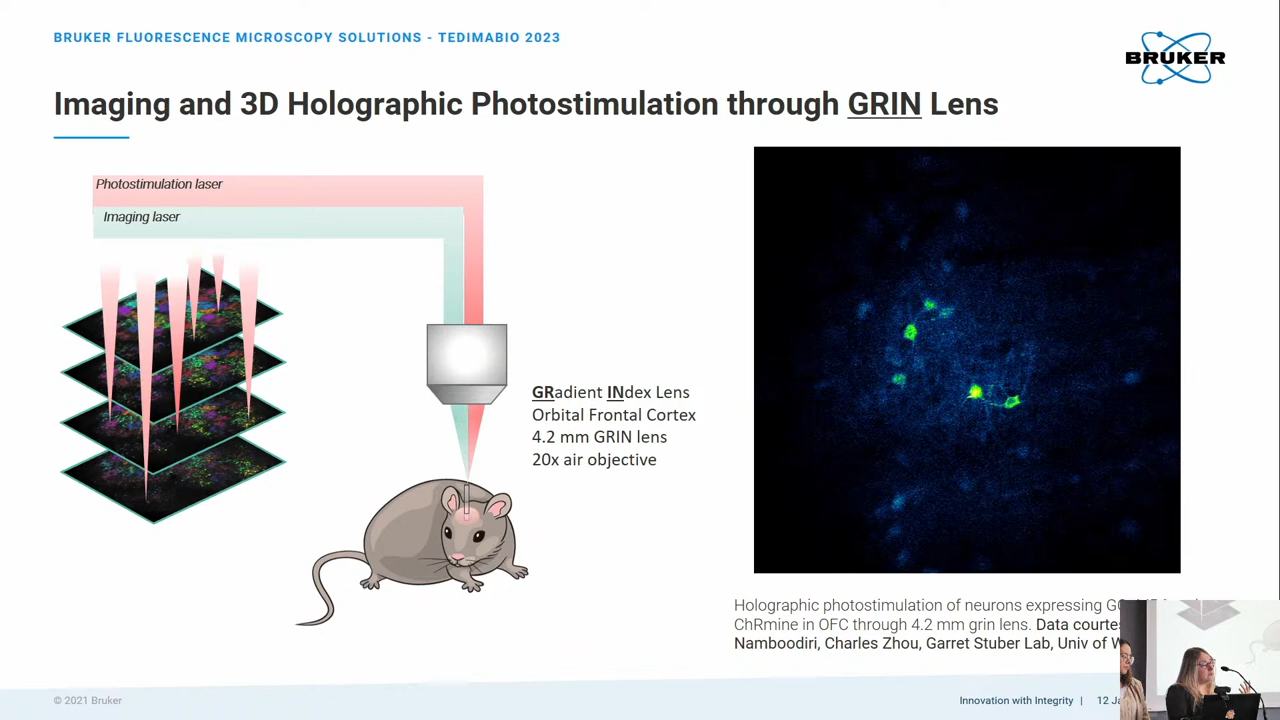 BRUKER FLUORESCENCE MICROSCOPY SOLUTIONS - TEDIMABIO 2023
BRUKER
Imaging and 3D Holographic Photostimulation through GRIN Lens
Photostimulation laser
Imaging laser
GRadient INdex Lens
Orbital Frontal Cortex
4.2 mm GRIN lens
20x air objective
Holographic photostimulation of neurons expressing
ChRmine in OFC through 4.2 mm grin lens. Data
Namboodiri, Charles Zhou, Garret Stuber Lab, Univ of
© 2021 Bruker
Innovation with Integrity | 12